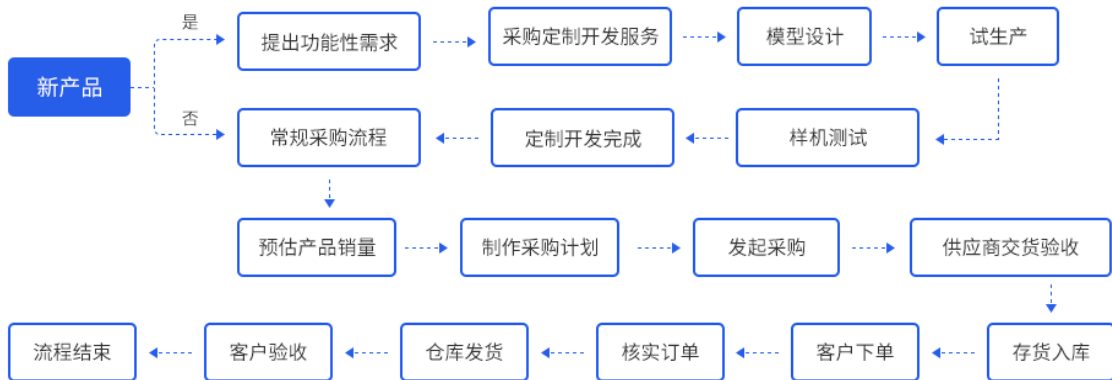 是
提出功能性需求
采购定制开发服务
模型设计
试生产
新产品
否
常规采购流程
定制开发完成
样机测试
预估产品销量
制作采购计划
发起采购
供应商交货验收
流程结束
客户验收
仓库发货
核实订单
客户下单
存货入库